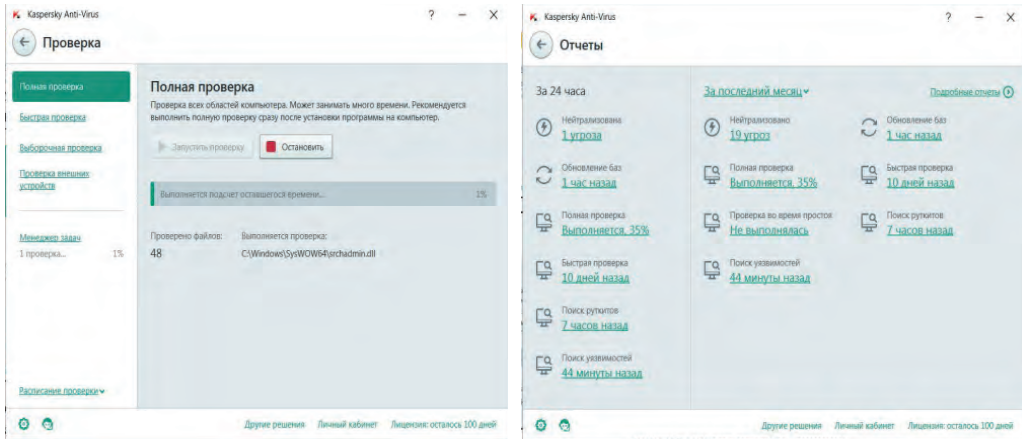 Kaspersky Anti-Virus
Проверка
Полная проверка
Быстрая проверка
Выборочная проверка
Проверка внешних
устройств
Менеджер задач
1 проверка... 1%
Расписание проверки
Полная проверка
Проверка всех областей компьютера. Может занимать много времени. Рекомендуется
выполнить полную проверку сразу после установки программы на компьютер.
Запустить проверку Остановить
Выполняется подсчет оставшегося времени... 1%
Проверено файлов: Выполняется проверка:
48 C:\Windows\SysWOW64\srchadmin.dll
Другие решения Личный кабинет Лицензия: осталось 100 дней
Kaspersky Anti-Virus
Отчеты
За 24 часа
Нейтрализована
1 угроза
Обновление баз
1 час назад
Полная проверка
Выполняется, 35%
Быстрая проверка
10 дней назад
Поиск руткитов
7 часов назад
Поиск уязвимостей
44 минуты назад
За последний месяц Подробные отчеты
Нейтрализовано Обновление баз
19 угроз 1 час назад
Полная проверка Быстрая проверка
Выполняется, 35% 10 дней назад
Проверка во время простоя Поиск руткитов
Не выполнялась 7 часов назад
Поиск уязвимостей
44 минуты назад
Другие решения Личный кабинет Лицензия: осталось 100 дней